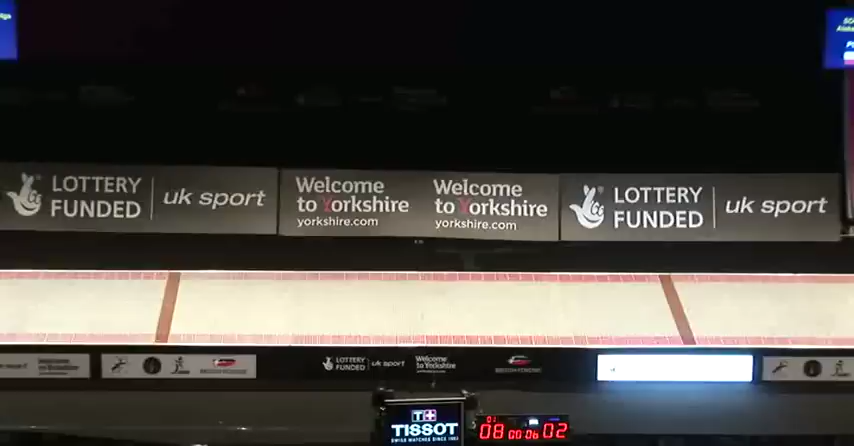 LOTTERY
FUNDED
uk sport
Welcome
to Yorkshire
yorkshire.com
Welcome
to Yorkshire
yorkshire.com
LOTTERY
FUNDED
uk sport
LOTTERY
FUNDED
uk sport
Welcome
to Yorkshire
TISSOT
SWISS WATCHES SINCE 1853
01
08 00:06 02